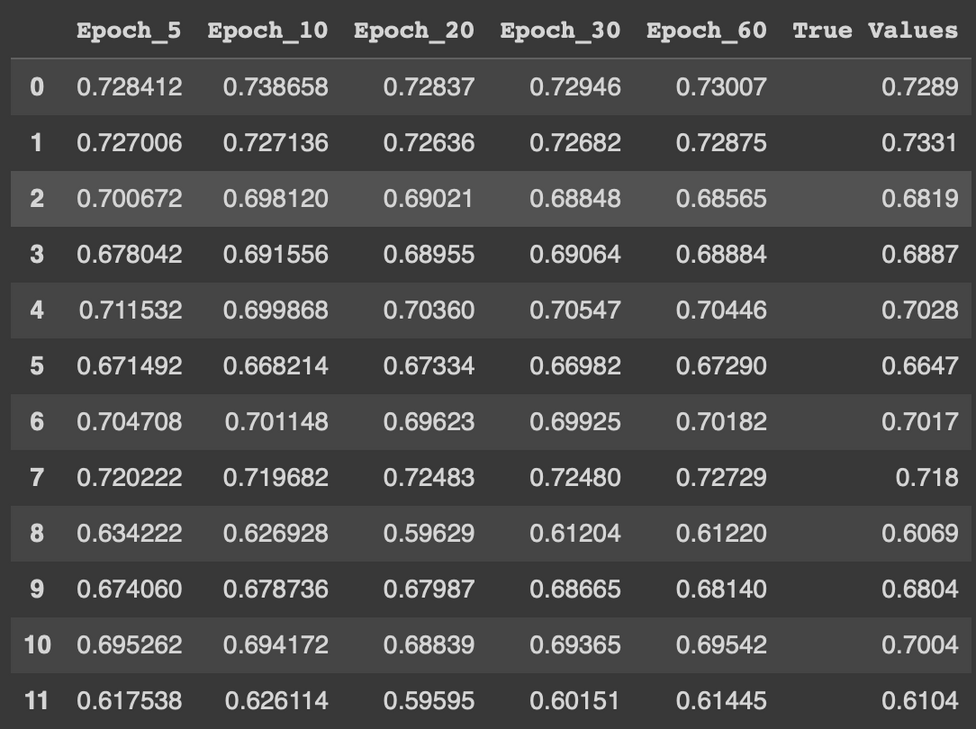 Epoch_5 Epoch_10 Epoch_20 Epoch_30 Epoch_60 True Values
0 0.728412 0.738658 0.72837 0.72946 0.73007 0.7289
1 0.727006 0.727136 0.72636 0.72682 0.72875 0.7331
2 0.700672 0.698120 0.69021 0.68848 0.68565 0.6819
3 0.678042 0.691556 0.68955 0.69064 0.68884 0.6887
4 0.711532 0.699868 0.70360 0.70547 0.70446 0.7028
5 0.671492 0.668214 0.67334 0.66982 0.67290 0.6647
6 0.704708 0.701148 0.69623 0.69925 0.70182 0.7017
7 0.720222 0.719682 0.72483 0.72480 0.72729 0.718
8 0.634222 0.626928 0.59629 0.61204 0.61220 0.6069
9 0.674060 0.678736 0.67987 0.68665 0.68140 0.6804
10 0.695262 0.694172 0.68839 0.69365 0.69542 0.7004
11 0.617538 0.626114 0.59595 0.60151 0.61445 0.6104